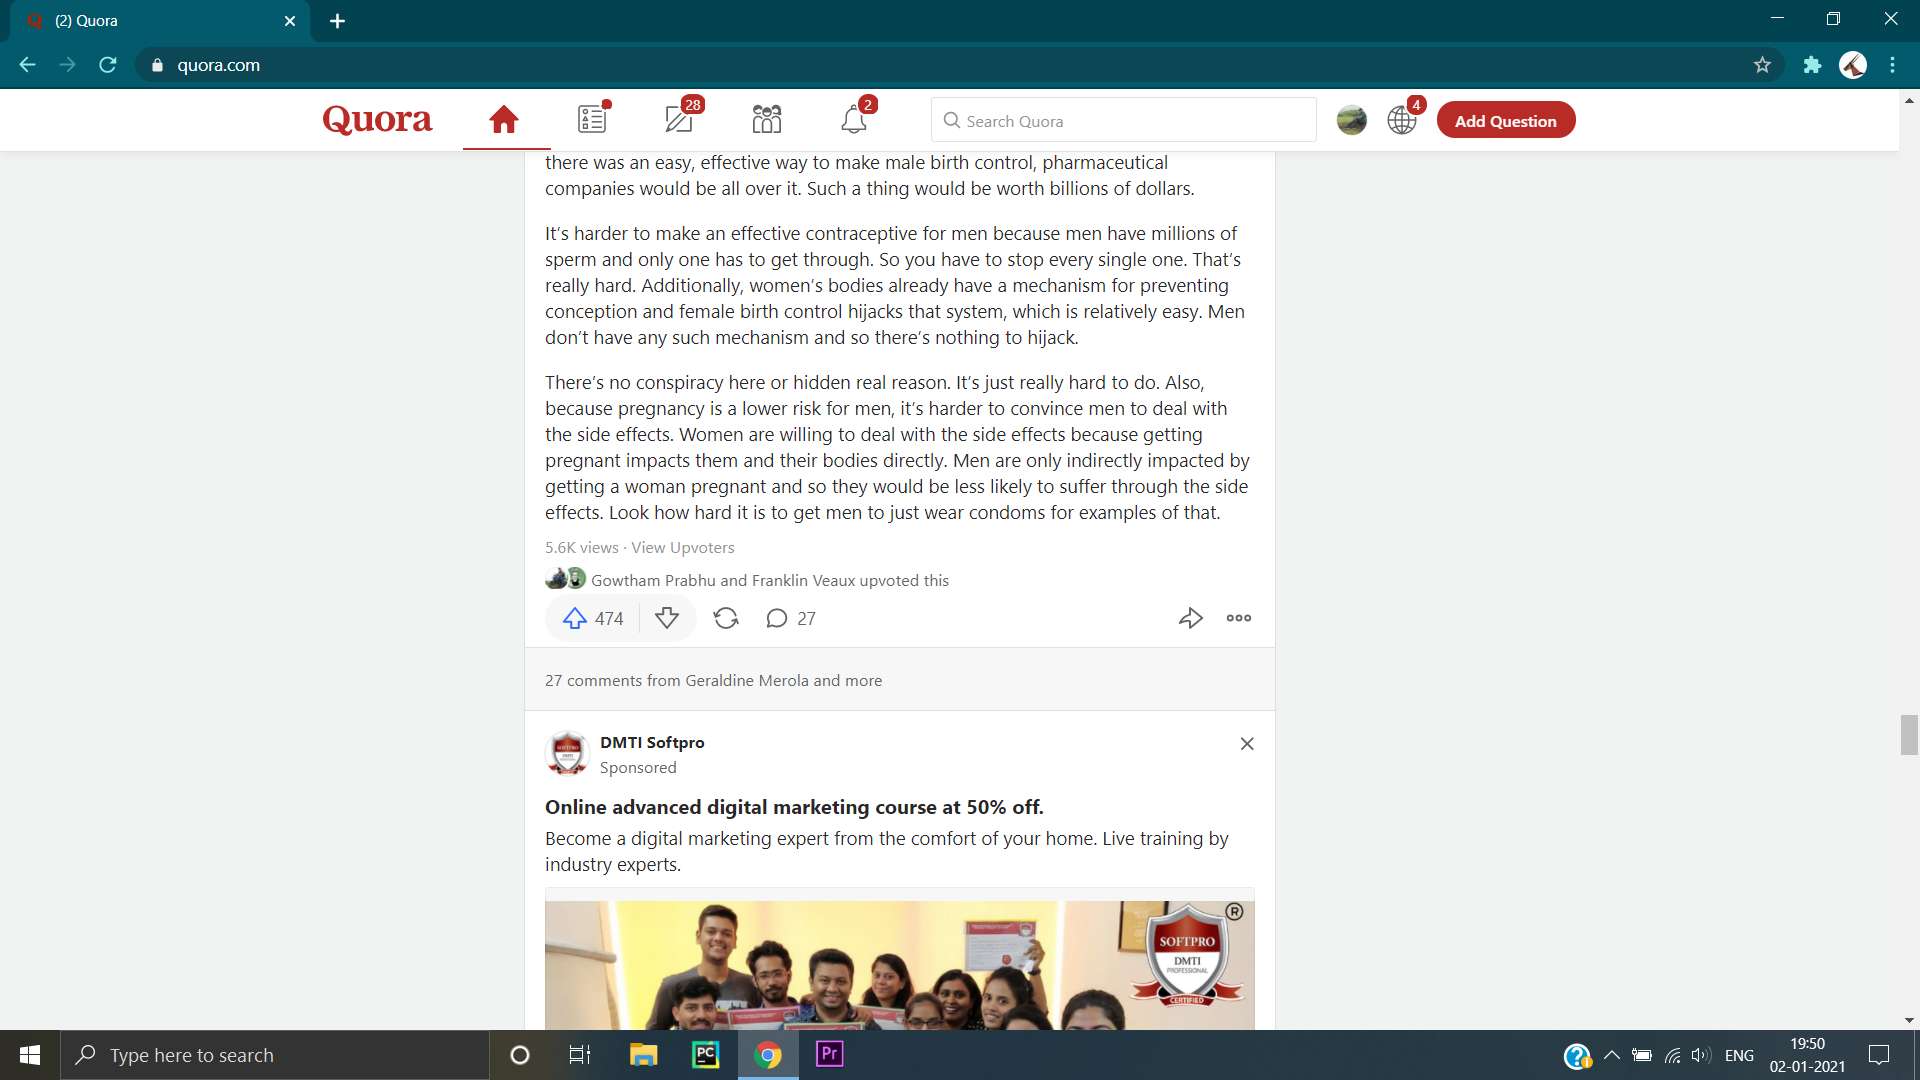 (2) Quora
quora.com
Quora
28
2
Search Quora
4
Add Question
there was an easy, effective way to make male birth control, pharmaceutical
companies would be all over it. Such a thing would be worth billions of dollars.
It’s harder to make an effective contraceptive for men because men have millions of
sperm and only one has to get through. So you have to stop every single one. That’s
really hard. Additionally, women’s bodies already have a mechanism for preventing
conception and female birth control hijacks that system, which is relatively easy. Men
don’t have any such mechanism and so there’s nothing to hijack.
There’s no conspiracy here or hidden real reason. It’s just really hard to do. Also,
because pregnancy is a lower risk for men, it’s harder to convince men to deal with
the side effects. Women are willing to deal with the side effects because getting
pregnant impacts them and their bodies directly. Men are only indirectly impacted by
getting a woman pregnant and so they would be less likely to suffer through the side
effects. Look how hard it is to get men to just wear condoms for examples of that.
5.6K views · View Upvoters
Gowtham Prabhu and Franklin Veaux upvoted this
474
27
27 comments from Geraldine Merola and more
DMTI Softpro
Sponsored
Online advanced digital marketing course at 50% off.
Become a digital marketing expert from the comfort of your home. Live training by
industry experts.
®
SOFTPRO
DMTI
PROFESSIONAL
CERTIFIED
Type here to search
PC
Pr
ENG
19:50
02-01-2021